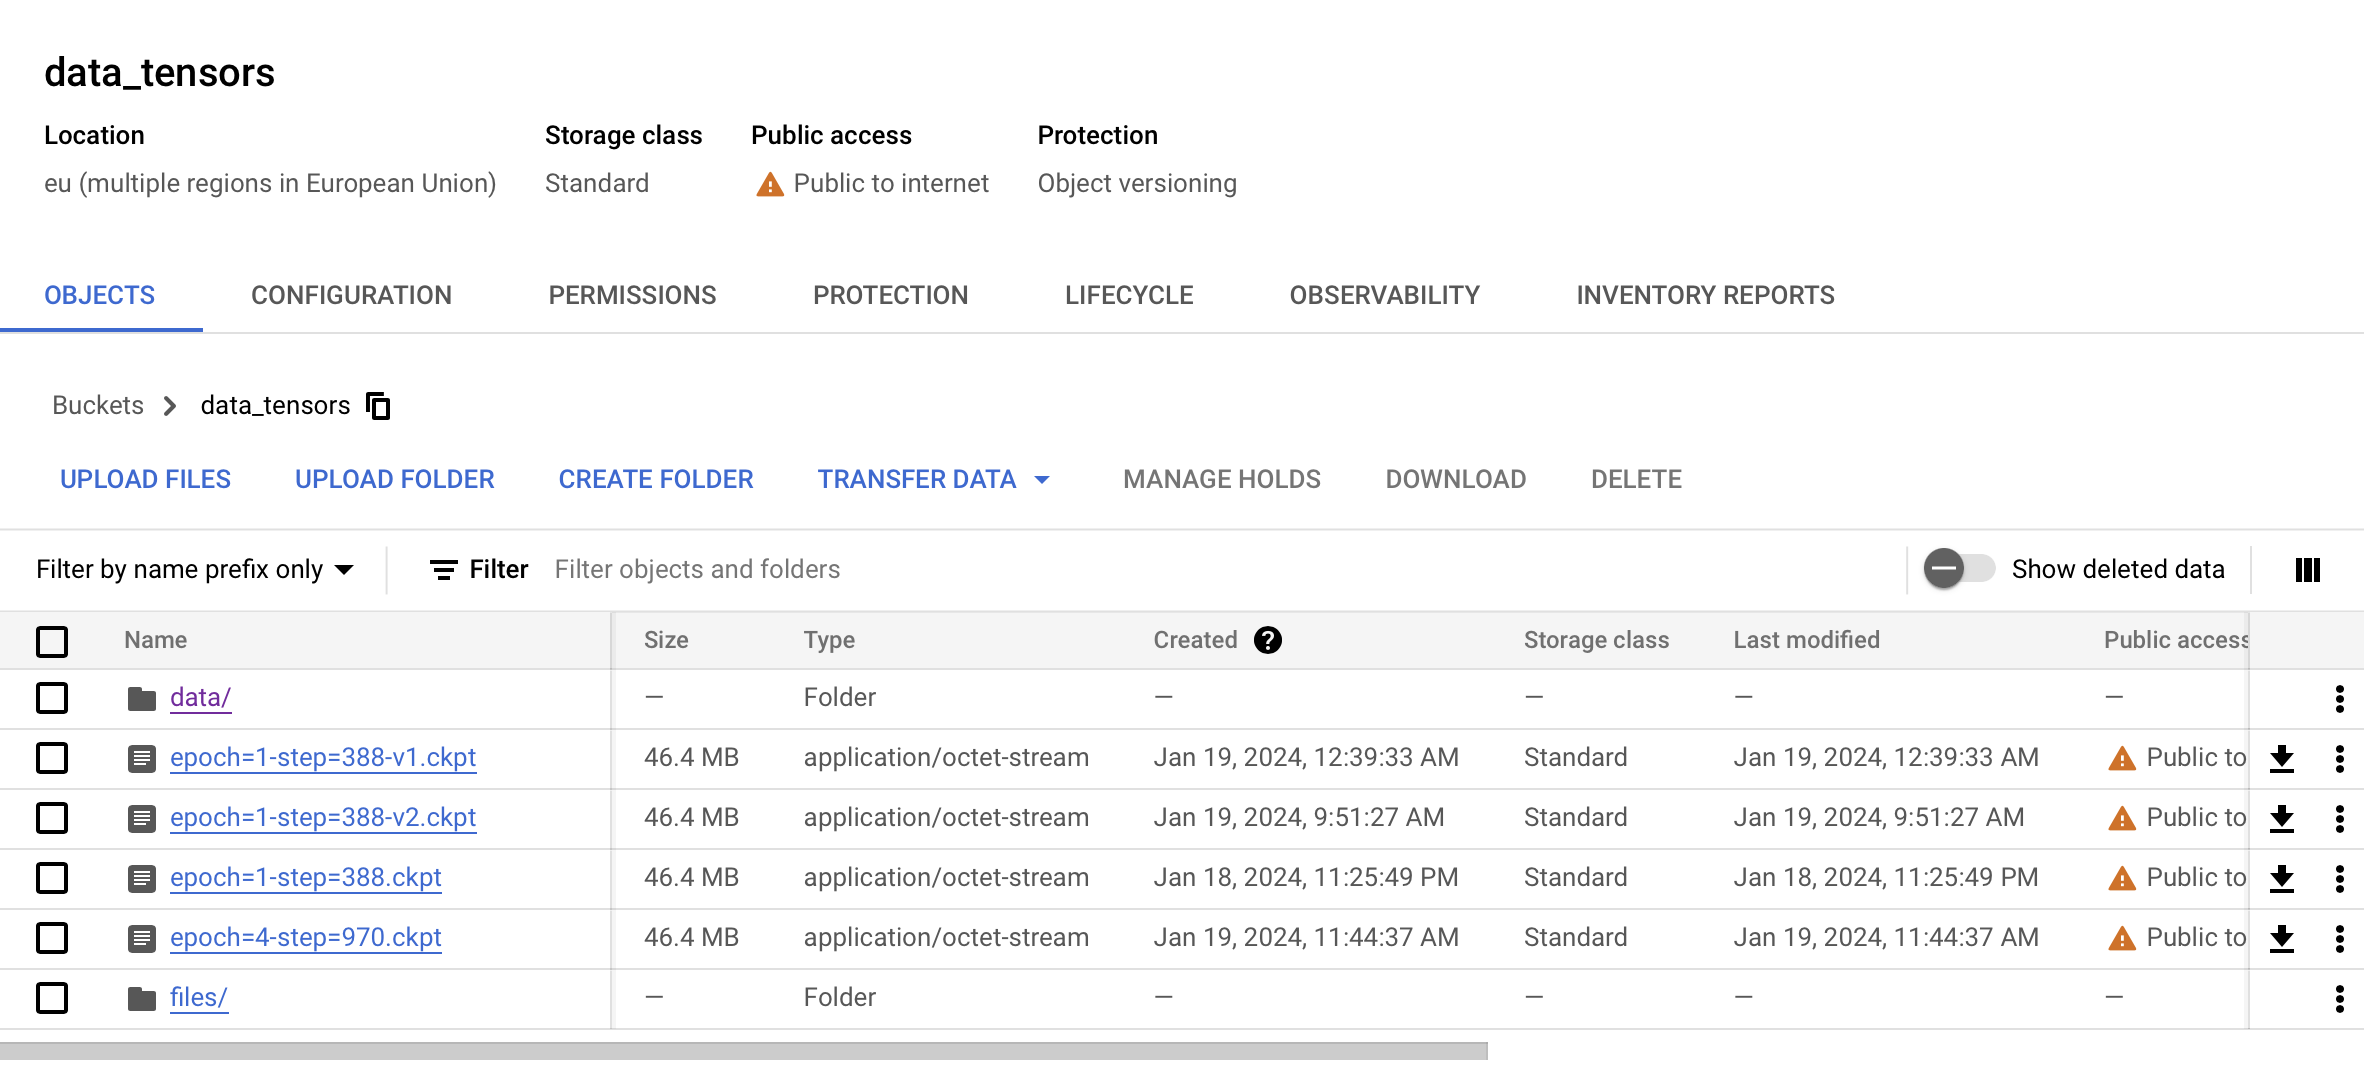 data_tensors
Location Storage class Public access Protection
eu (multiple regions in European Union) Standard Public to internet Object versioning
OBJECTS CONFIGURATION PERMISSIONS PROTECTION LIFECYCLE OBSERVABILITY INVENTORY REPORTS
Buckets data_tensors
UPLOAD FILES UPLOAD FOLDER CREATE FOLDER TRANSFER DATA MANAGE HOLDS DOWNLOAD DELETE
Filter by name prefix only Filter Filter objects and folders Show deleted data
Name Size Type Created Storage class Last modified Public access
data/ — Folder — — — —
epoch=1-step=388-v1.ckpt 46.4 MB application/octet-stream Jan 19, 2024, 12:39:33 AM Standard Jan 19, 2024, 12:39:33 AM Public to
epoch=1-step=388-v2.ckpt 46.4 MB application/octet-stream Jan 19, 2024, 9:51:27 AM Standard Jan 19, 2024, 9:51:27 AM Public to
epoch=1-step=388.ckpt 46.4 MB application/octet-stream Jan 18, 2024, 11:25:49 PM Standard Jan 18, 2024, 11:25:49 PM Public to
epoch=4-step=970.ckpt 46.4 MB application/octet-stream Jan 19, 2024, 11:44:37 AM Standard Jan 19, 2024, 11:44:37 AM Public to
files/ — Folder — — — —